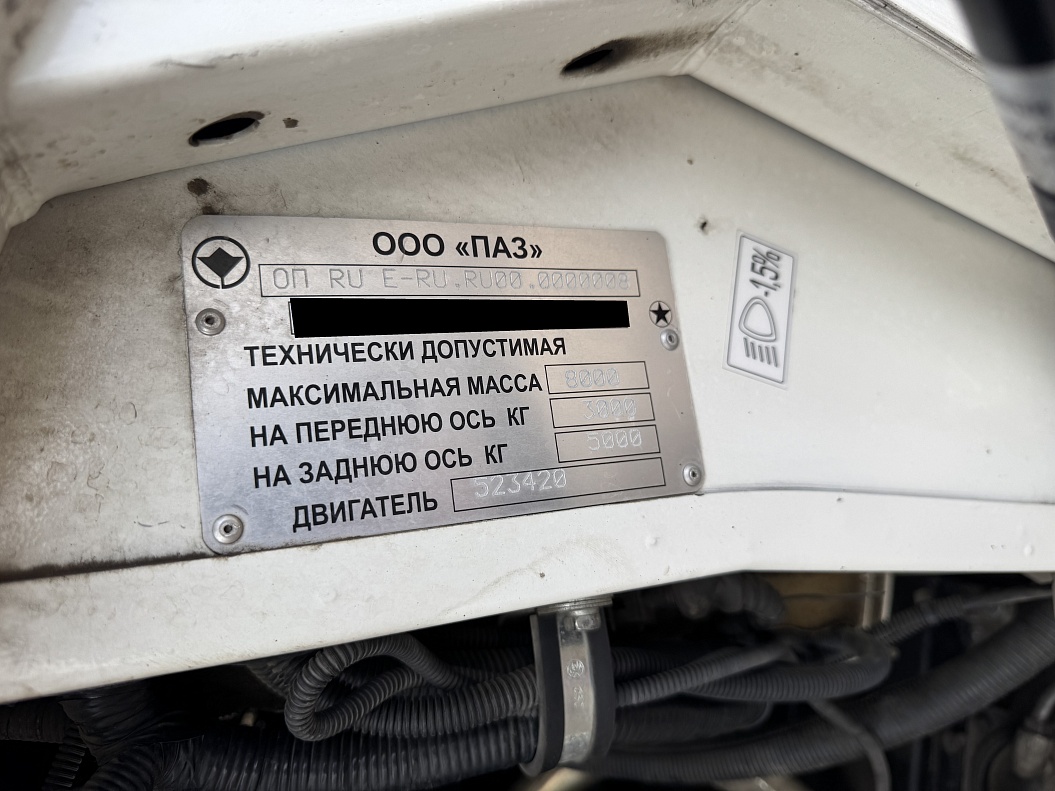 ООО «ПАЗ»
ОП RU E-RU.RU00.0000008
ТЕХНИЧЕСКИ ДОПУСТИМАЯ
МАКСИМАЛЬНАЯ МАССА 8000
НА ПЕРЕДНЮЮ ОСЬ КГ 3000
НА ЗАДНЮЮ ОСЬ КГ 5000
ДВИГАТЕЛЬ 523420
-1,5%